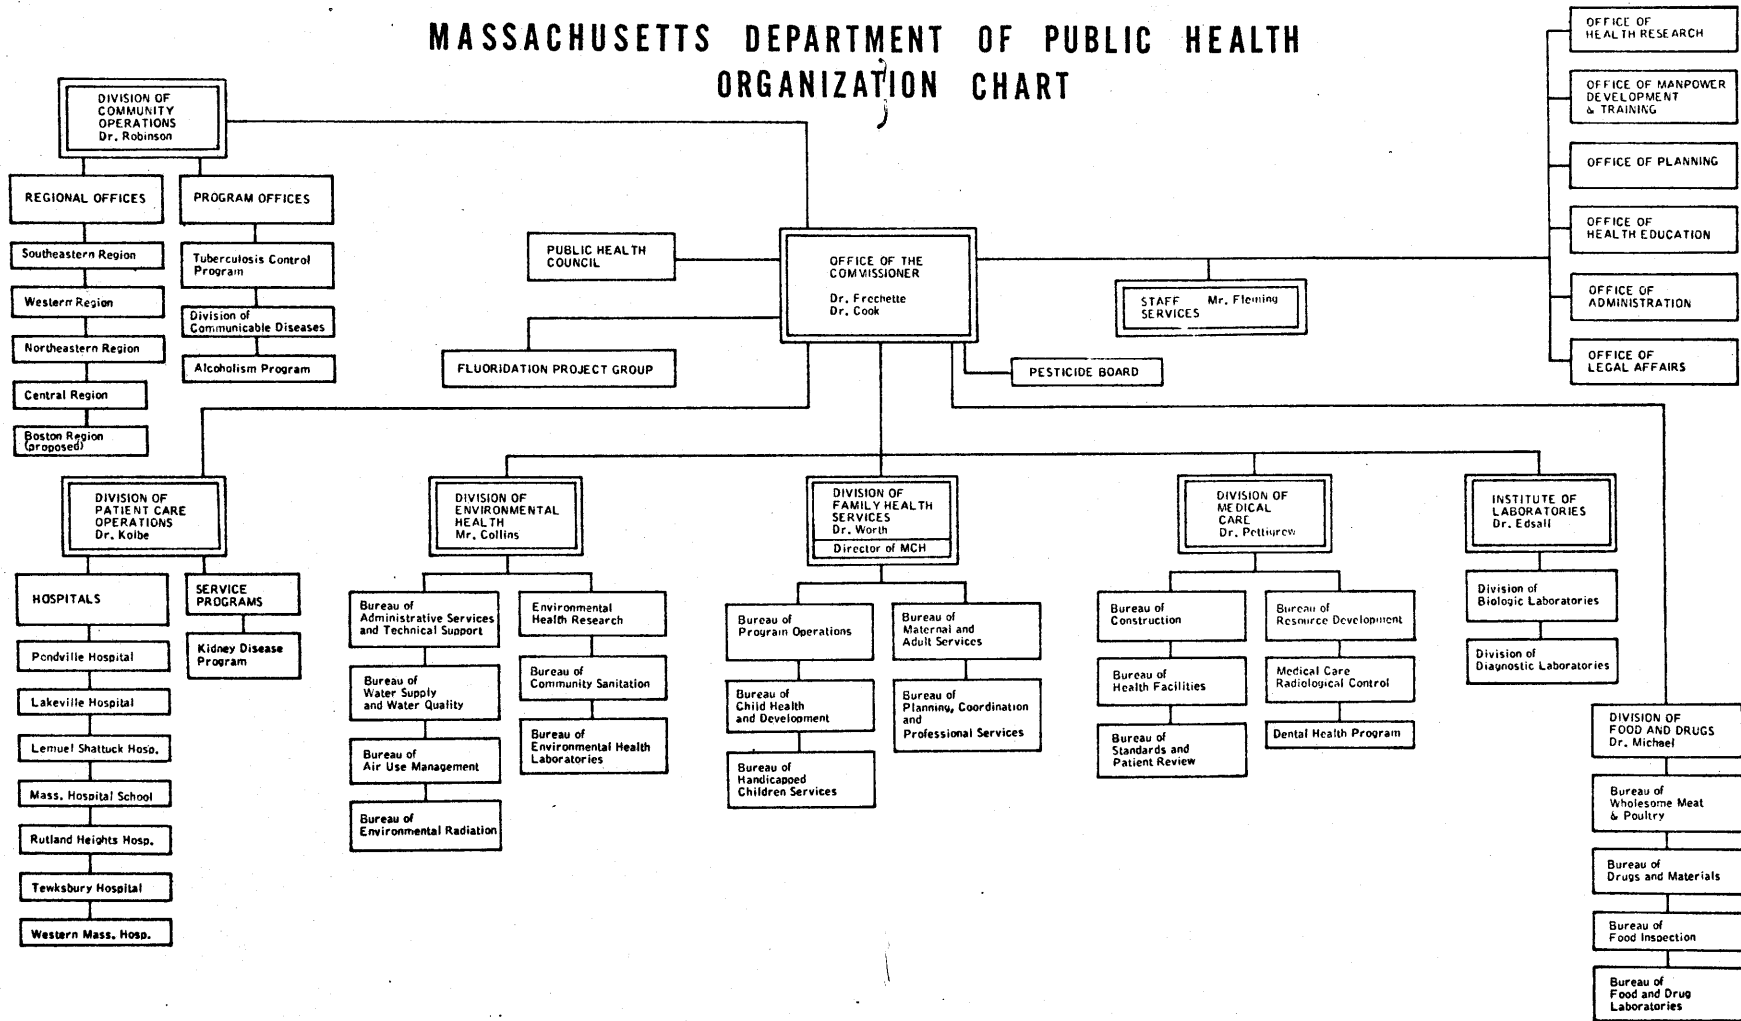 MASSACHUSETTS DEPARTMENT OF PUBLIC HEALTH
ORGANIZATION CHART
DIVISION OF
COMMUNITY
OPERATIONS
Dr. Robinson
REGIONAL OFFICES
Southeastern Region
Western Region
Northeastern Region
Central Region
Boston Region
(proposed)
PROGRAM OFFICES
Tuberculosis Control
Program
Division of
Communicable Diseases
Alcoholism Program
PUBLIC HEALTH
COUNCIL
FLUORIDATION PROJECT GROUP
OFFICE OF THE
COMMISSIONER
Dr. Frechette
Dr. Cook
STAFF Mr. Fleming
SERVICES
PESTICIDE BOARD
OFFICE OF
HEALTH RESEARCH
OFFICE OF MANPOWER
DEVELOPMENT
& TRAINING
OFFICE OF PLANNING
OFFICE OF
HEALTH EDUCATION
OFFICE OF
ADMINISTRATION
OFFICE OF
LEGAL AFFAIRS
DIVISION OF
PATIENT CARE
OPERATIONS
Dr. Kolbe
HOSPITALS
Pondville Hospital
Lakeville Hospital
Lemuel Shattuck Hosp.
Mass. Hospital School
Rutland Heights Hosp.
Tewksbury Hospital
Western Mass. Hosp.
SERVICE
PROGRAMS
Kidney Disease
Program
DIVISION OF
ENVIRONMENTAL
HEALTH
Mr. Collins
Bureau of
Administrative Services
and Technical Support
Bureau of
Water Supply
and Water Quality
Bureau of
Air Use Management
Bureau of
Environmental Radiation
Environmental
Health Research
Bureau of
Community Sanitation
Bureau of
Environmental Health
Laboratories
DIVISION OF
FAMILY HEALTH
SERVICES
Dr. Worth
Director of MCH
Bureau of
Program Operations
Bureau of
Child Health
and Development
Bureau of
Handicapped
Children Services
Bureau of
Maternal and
Adult Services
Bureau of
Planning, Coordination
and
Professional Services
DIVISION OF
MEDICAL
CARE
Dr. Pettigrew
Bureau of
Construction
Bureau of
Health Facilities
Bureau of
Standards and
Patient Review
Bureau of
Resource Development
Medical Care
Radiological Control
Dental Health Program
INSTITUTE OF
LABORATORIES
Dr. Edsall
Division of
Biologic Laboratories
Division of
Diagnostic Laboratories
DIVISION OF
FOOD AND DRUGS
Dr. Michael
Bureau of
Wholesome Meat
& Poultry
Bureau of
Drugs and Materials
Bureau of
Food Inspection
Bureau of
Food and Drug
Laboratories